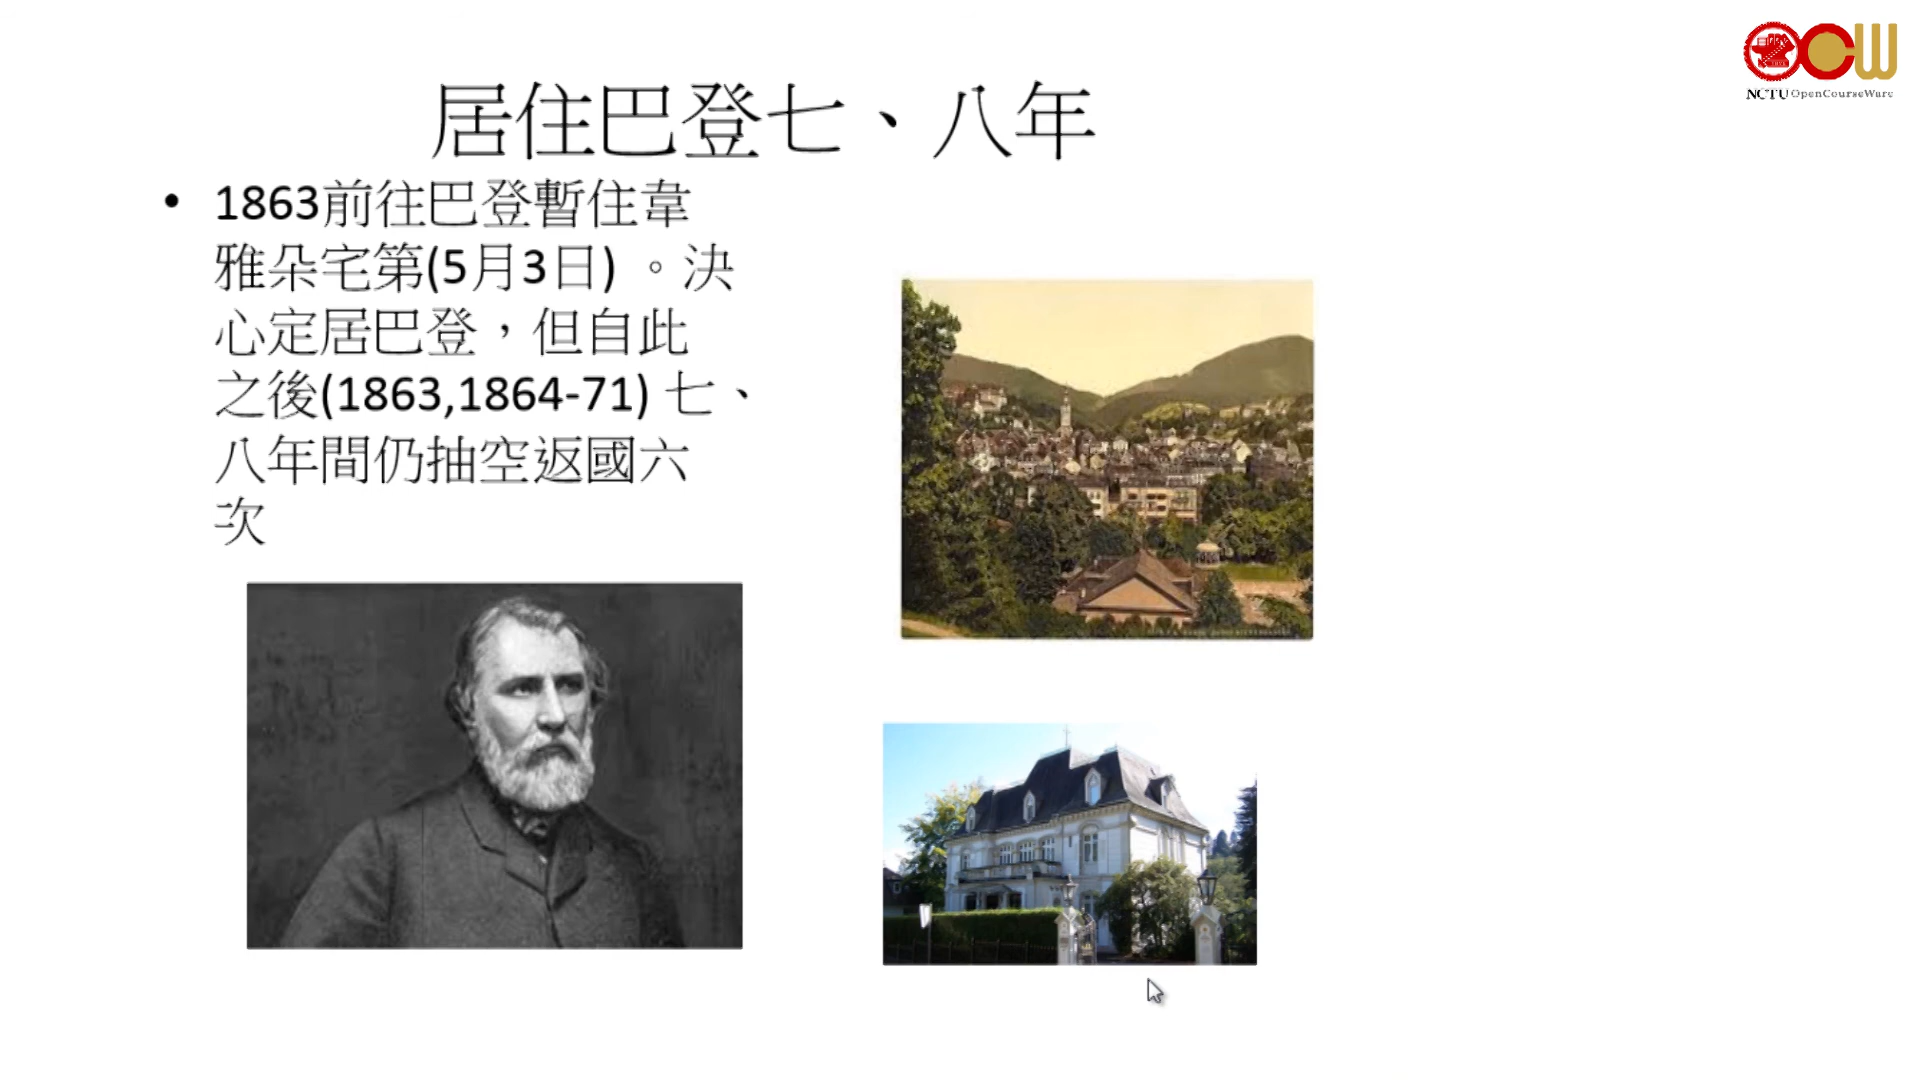 居住巴登七、八年
• 1863前往巴登暫住韋
雅朵宅第(5月3日) 。決
心定居巴登，但自此
之後(1863,1864-71) 七、
八年間仍抽空返國六
次
NCTU OpenCourseWare